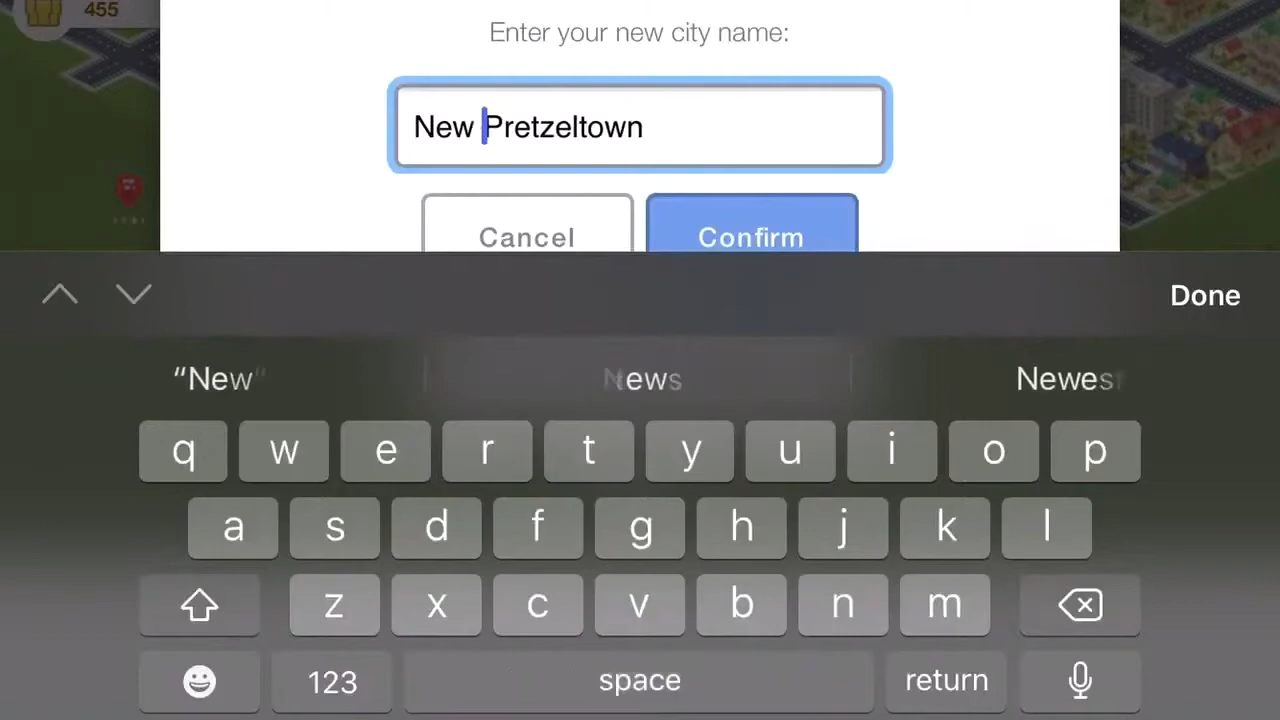 455
Enter your new city name:
New Pretzeltown
Cancel Confirm
Done
“New” News Newest
q w e r t y u i o p
a s d f g h j k l
z x c v b n m
123 space return